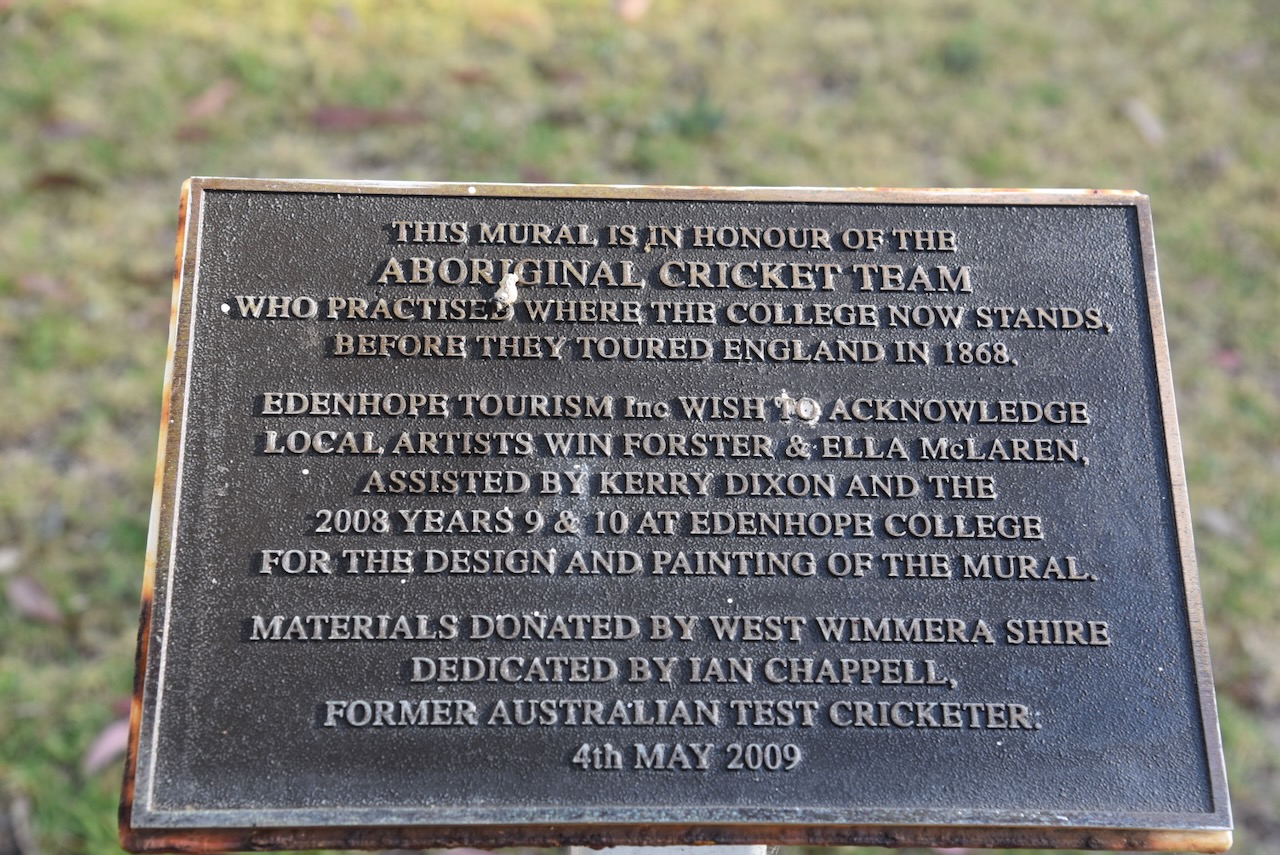 THIS MURAL IS IN HONOUR OF THE
ABORIGINAL CRICKET TEAM
WHO PRACTISED WHERE THE COLLEGE NOW STANDS,
BEFORE THEY TOURED ENGLAND IN 1868.
EDENHOPE TOURISM Inc WISH TO ACKNOWLEDGE
LOCAL ARTISTS WIN FORSTER & ELLA McLAREN,
ASSISTED BY KERRY DIXON AND THE
2008 YEARS 9 & 10 AT EDENHOPE COLLEGE
FOR THE DESIGN AND PAINTING OF THE MURAL.
MATERIALS DONATED BY WEST WIMMERA SHIRE
DEDICATED BY IAN CHAPPELL,
FORMER AUSTRALIAN TEST CRICKETER.
4th MAY 2009